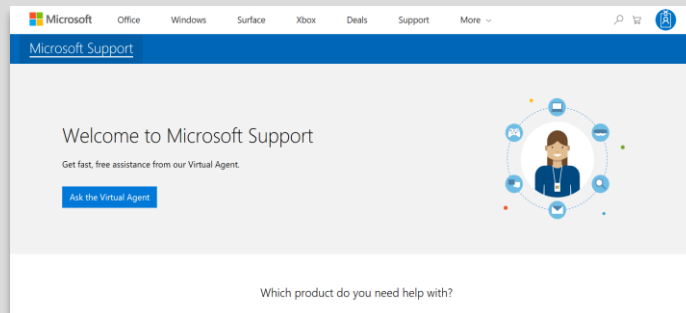 Microsoft Office Windows Surface Xbox Deals Support More
Microsoft Support
Welcome to Microsoft Support
Get fast, free assistance from our Virtual Agent.
Ask the Virtual Agent
Which product do you need help with?